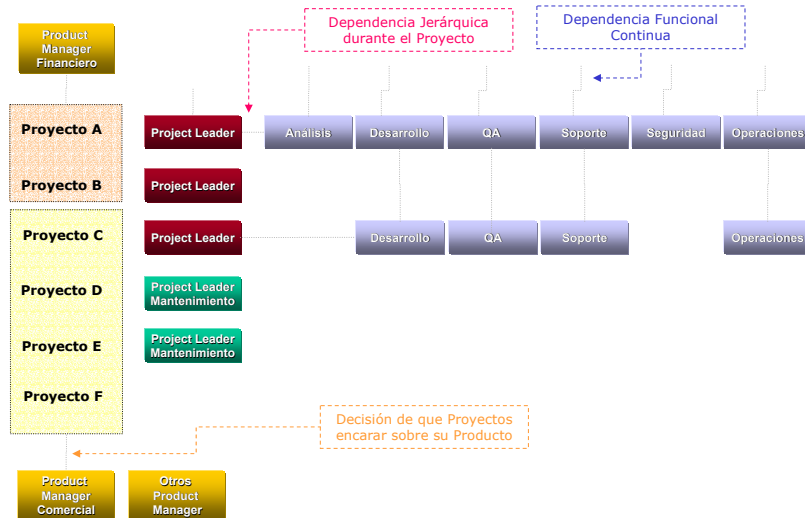 Product
Manager
Financiero
Dependencia Jerárquica
durante el Proyecto
Dependencia Funcional
Continua
Proyecto A
Project Leader
Análisis
Desarrollo
QA
Soporte
Seguridad
Operaciones
Proyecto B
Project Leader
Proyecto C
Project Leader
Desarrollo
QA
Soporte
Operaciones
Proyecto D
Project Leader
Mantenimiento
Proyecto E
Project Leader
Mantenimiento
Proyecto F
Decisión de que Proyectos
encarar sobre su Producto
Product
Manager
Comercial
Otros
Product
Manager